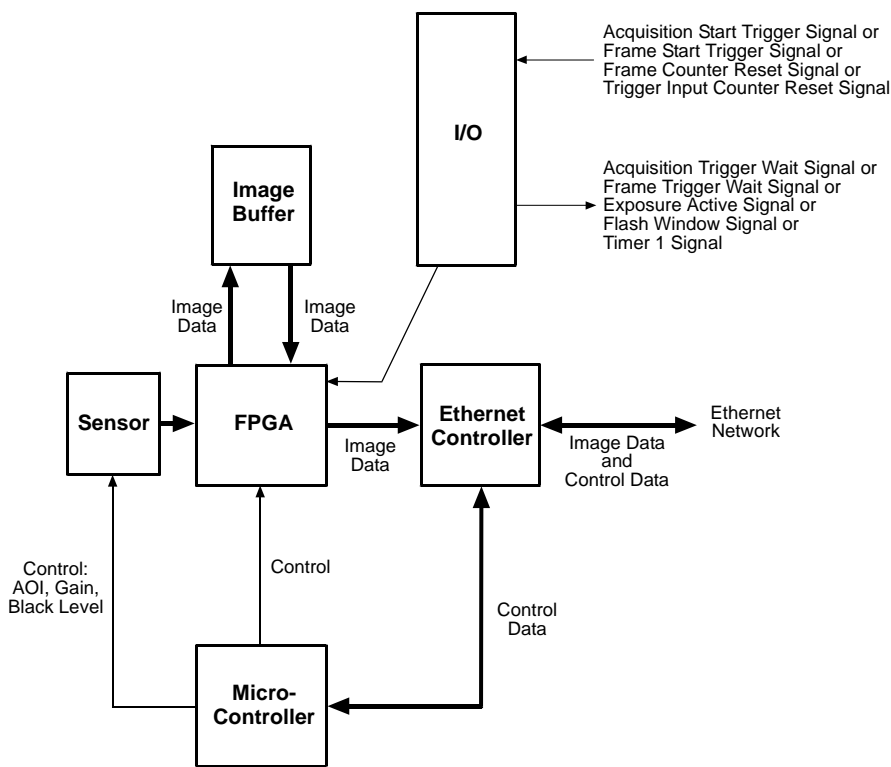 Acquisition Start Trigger Signal or
Frame Start Trigger Signal or
Frame Counter Reset Signal or
Trigger Input Counter Reset Signal
I/O
Acquisition Trigger Wait Signal or
Frame Trigger Wait Signal or
Exposure Active Signal or
Flash Window Signal or
Timer 1 Signal
Image
Buffer
Image
Data
Image
Data
Sensor
FPGA
Image
Data
Ethernet
Controller
Image Data
and
Control Data
Ethernet
Network
Control:
AOI, Gain,
Black Level
Control
Control
Data
Micro-
Controller